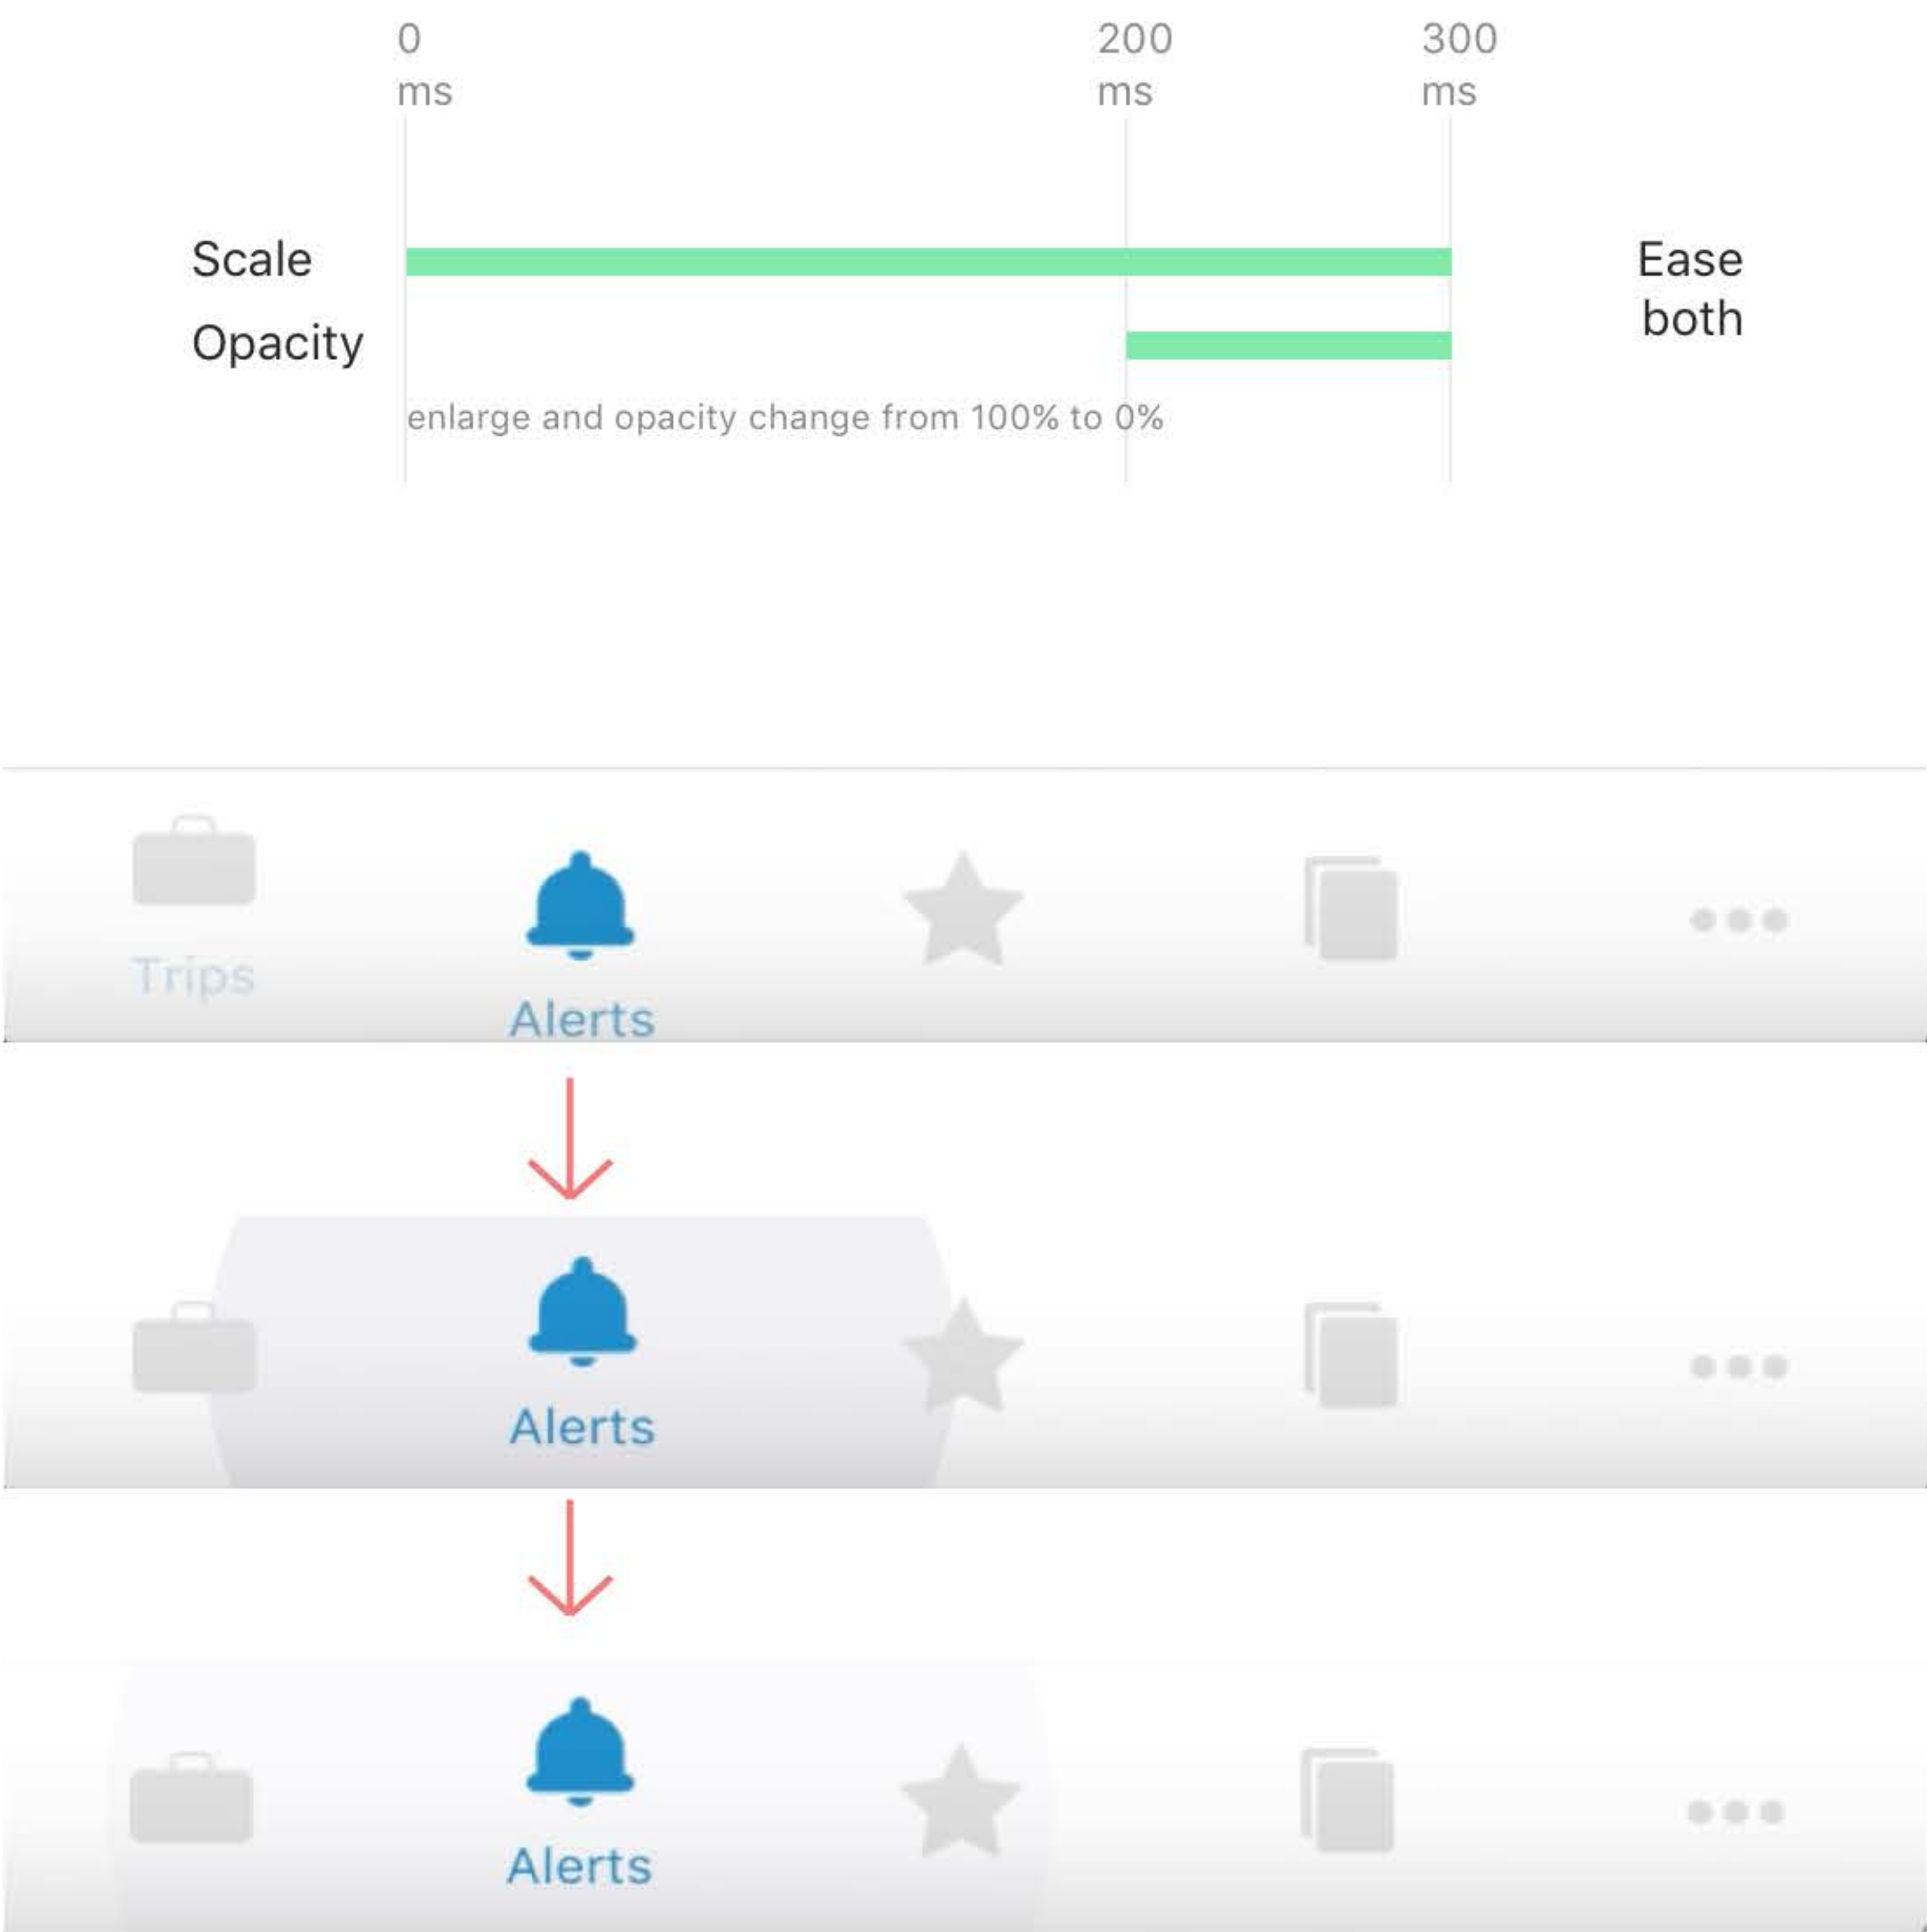 0
ms
200
ms
300
ms
Scale
Ease
both
Opacity
enlarge and opacity change from 100% to 0%
Trips
Alerts
Alerts
Alerts